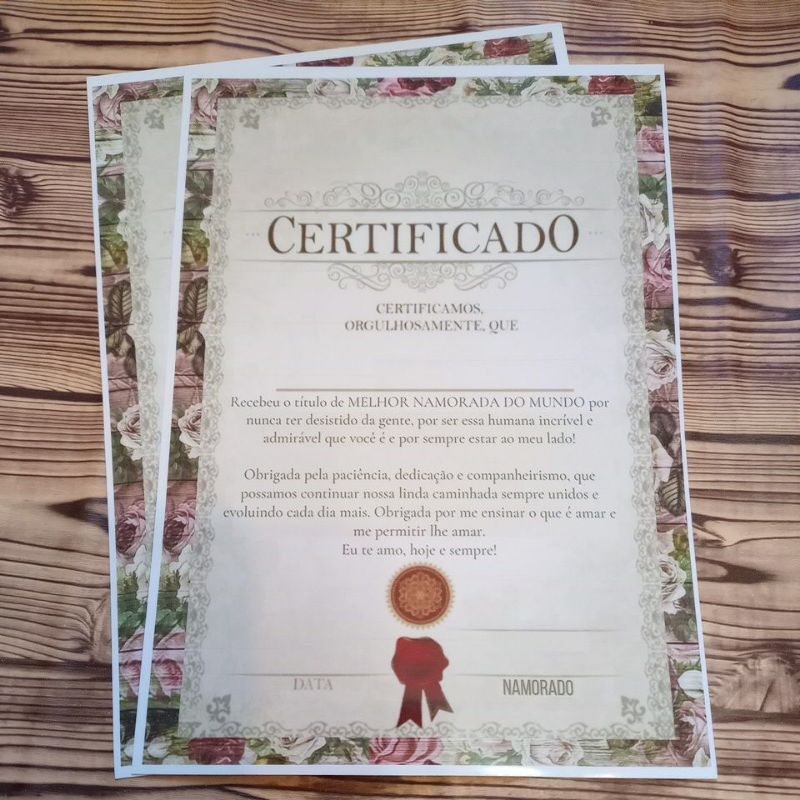 CERTIFICADO
CERTIFICAMOS,
ORGULHOSAMENTE, QUE
Recebeu o título de MELHOR NAMORADA DO MUNDO por
nunca ter desistido da gente, por ser essa humana incrível e
admirável que você é e por sempre estar ao meu lado!
Obrigada pela paciência, dedicação e companheirismo, que
possamos continuar nossa linda caminhada sempre unidos e
evoluindo cada dia mais. Obrigada por me ensinar o que é amar e
me permitir lhe amar.
Eu te amo, hoje e sempre!
DATA
NAMORADO